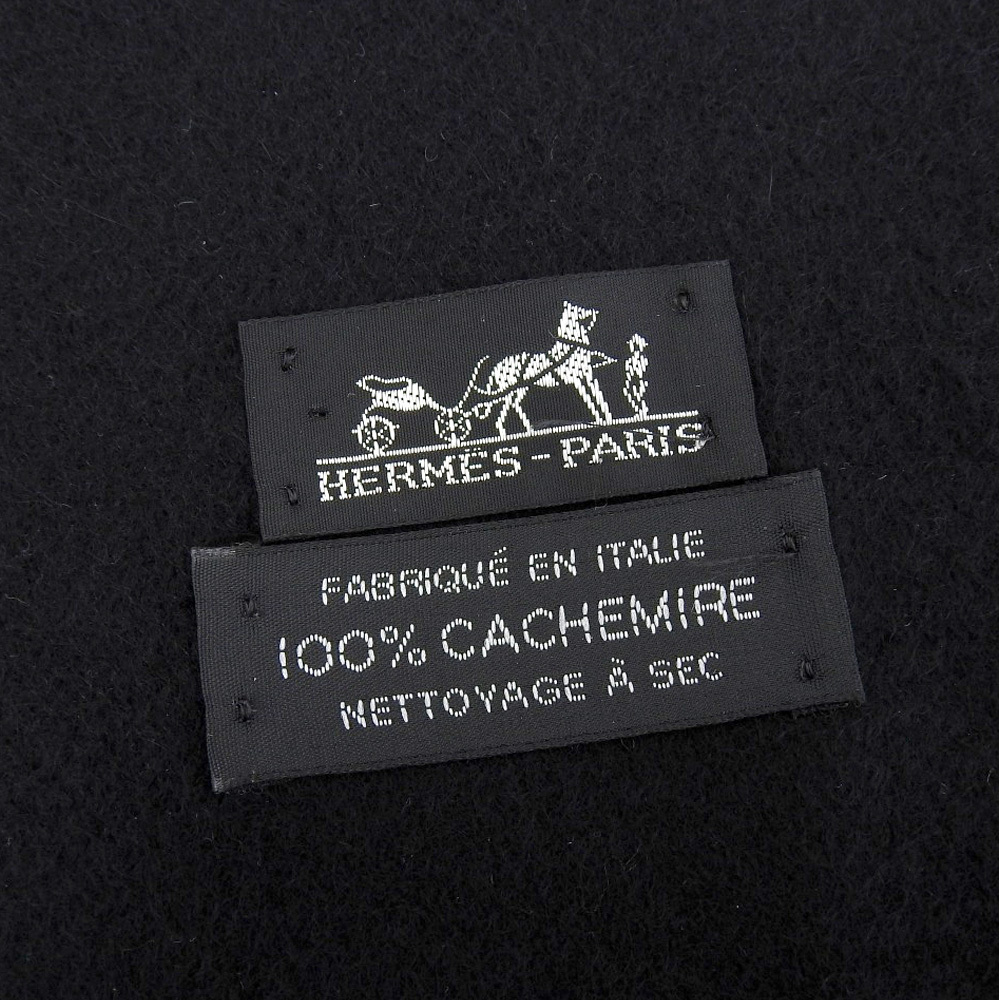 HERMÈS-PARIS
FABRIQUÉ EN ITALIE
100% CACHEMIRE
NETTOYAGE À SEC